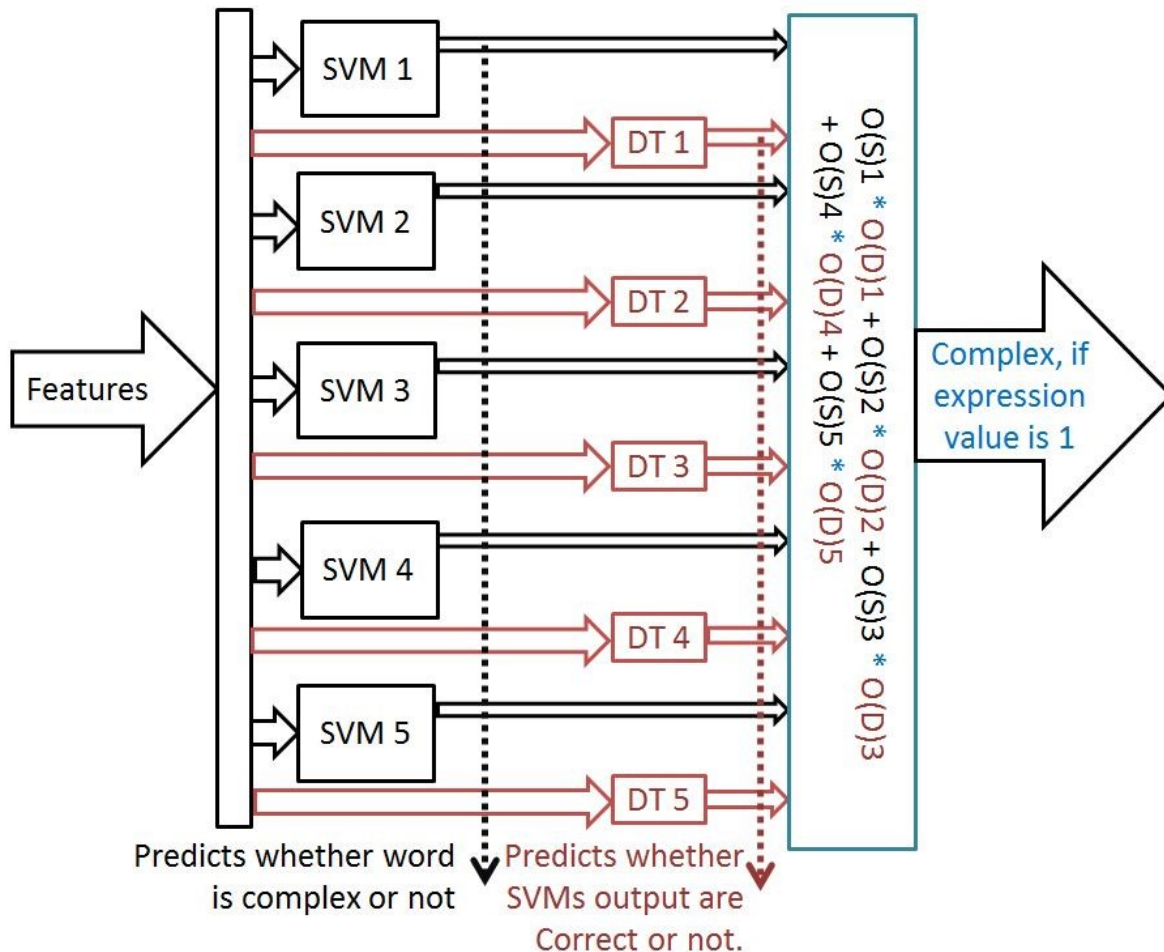 Features
SVM 1
DT 1
SVM 2
DT 2
SVM 3
DT 3
SVM 4
DT 4
SVM 5
DT 5
O(S)1 * O(D)1 + O(S)2 * O(D)2 + O(S)3 * O(D)3
+ O(S)4 * O(D)4 + O(S)5 * O(D)5
Complex, if
expression
value is 1
Predicts whether word
is complex or not
Predicts whether
SVMs output are
Correct or not.